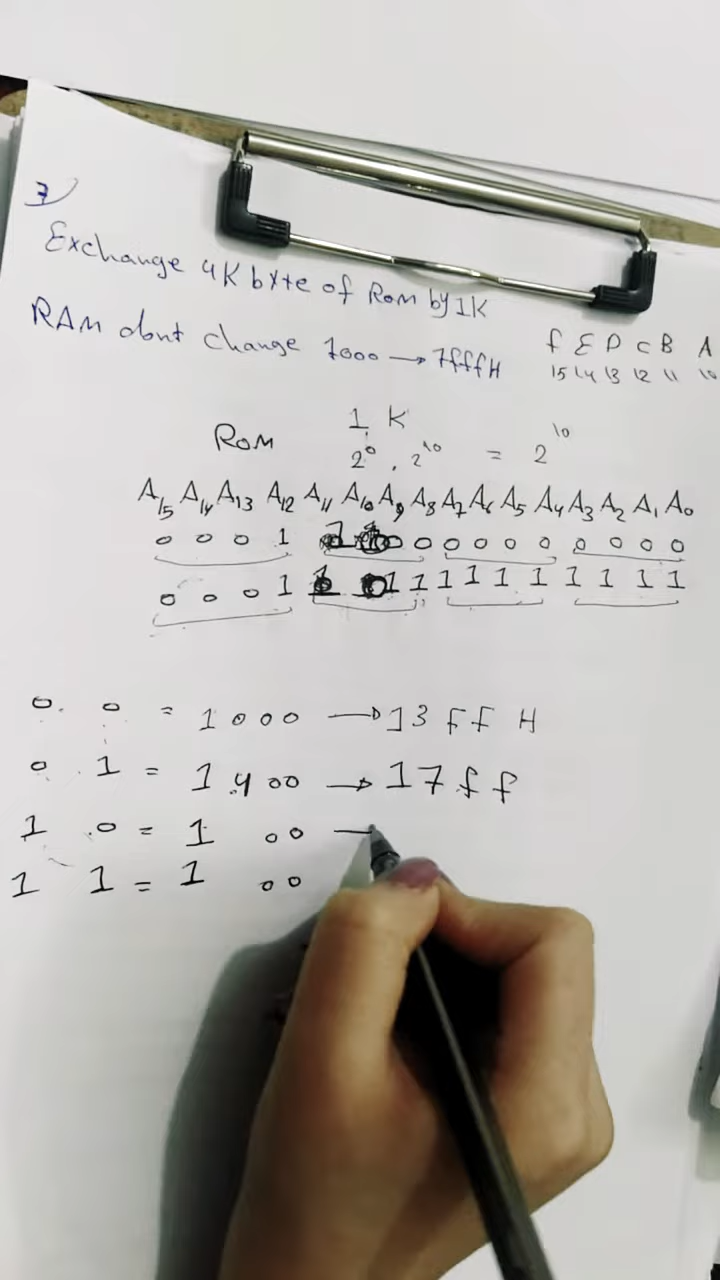 7
Exchange 4K byte of Rom by 1K
RAM dont change 7000 → 7fffH
f E D C B A
15 14 13 12 11 10
Rom 1 K
2⁰ . 2¹⁰ = 2¹⁰
A₁₅ A₁₄ A₁₃ A₁₂ A₁₁ A₁₀ A₉ A₈ A₇ A₆ A₅ A₄ A₃ A₂ A₁ A₀
0 0 0 1 0 0 0 0 0 0 0 0 0 0
0 0 0 1 1 1 1 1 1 1 1 1 1 1
0 . 0 = 1000 → 13FFH
0 1 = 1400 → 17ff
1 0 = 1 00 →
1 1 = 1 00